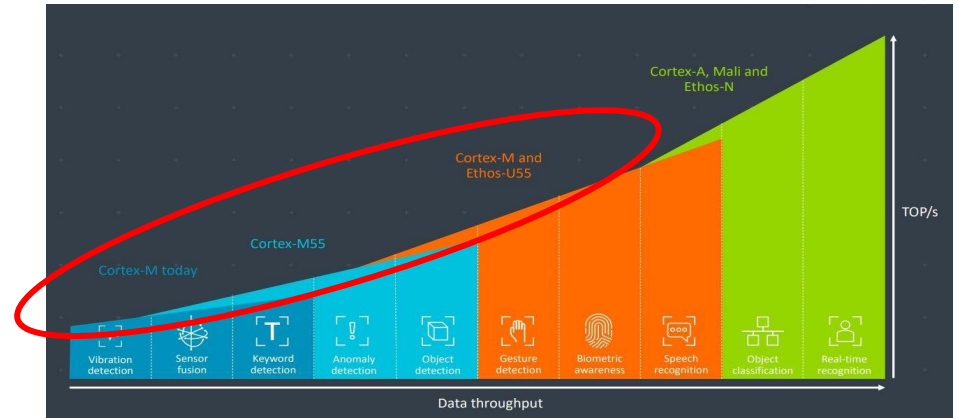 Cortex-A, Mali and
Ethos-N
Cortex-M and
Ethos-U55
TOP/s
Cortex-M55
Cortex-M today
T
Vibration
detection
Sensor
fusion
Keyword
detection
Anomaly
detection
Object
detection
Gesture
detection
Biometric
awareness
Speech
recognition
Object
classification
Real-time
recognition
Data throughput